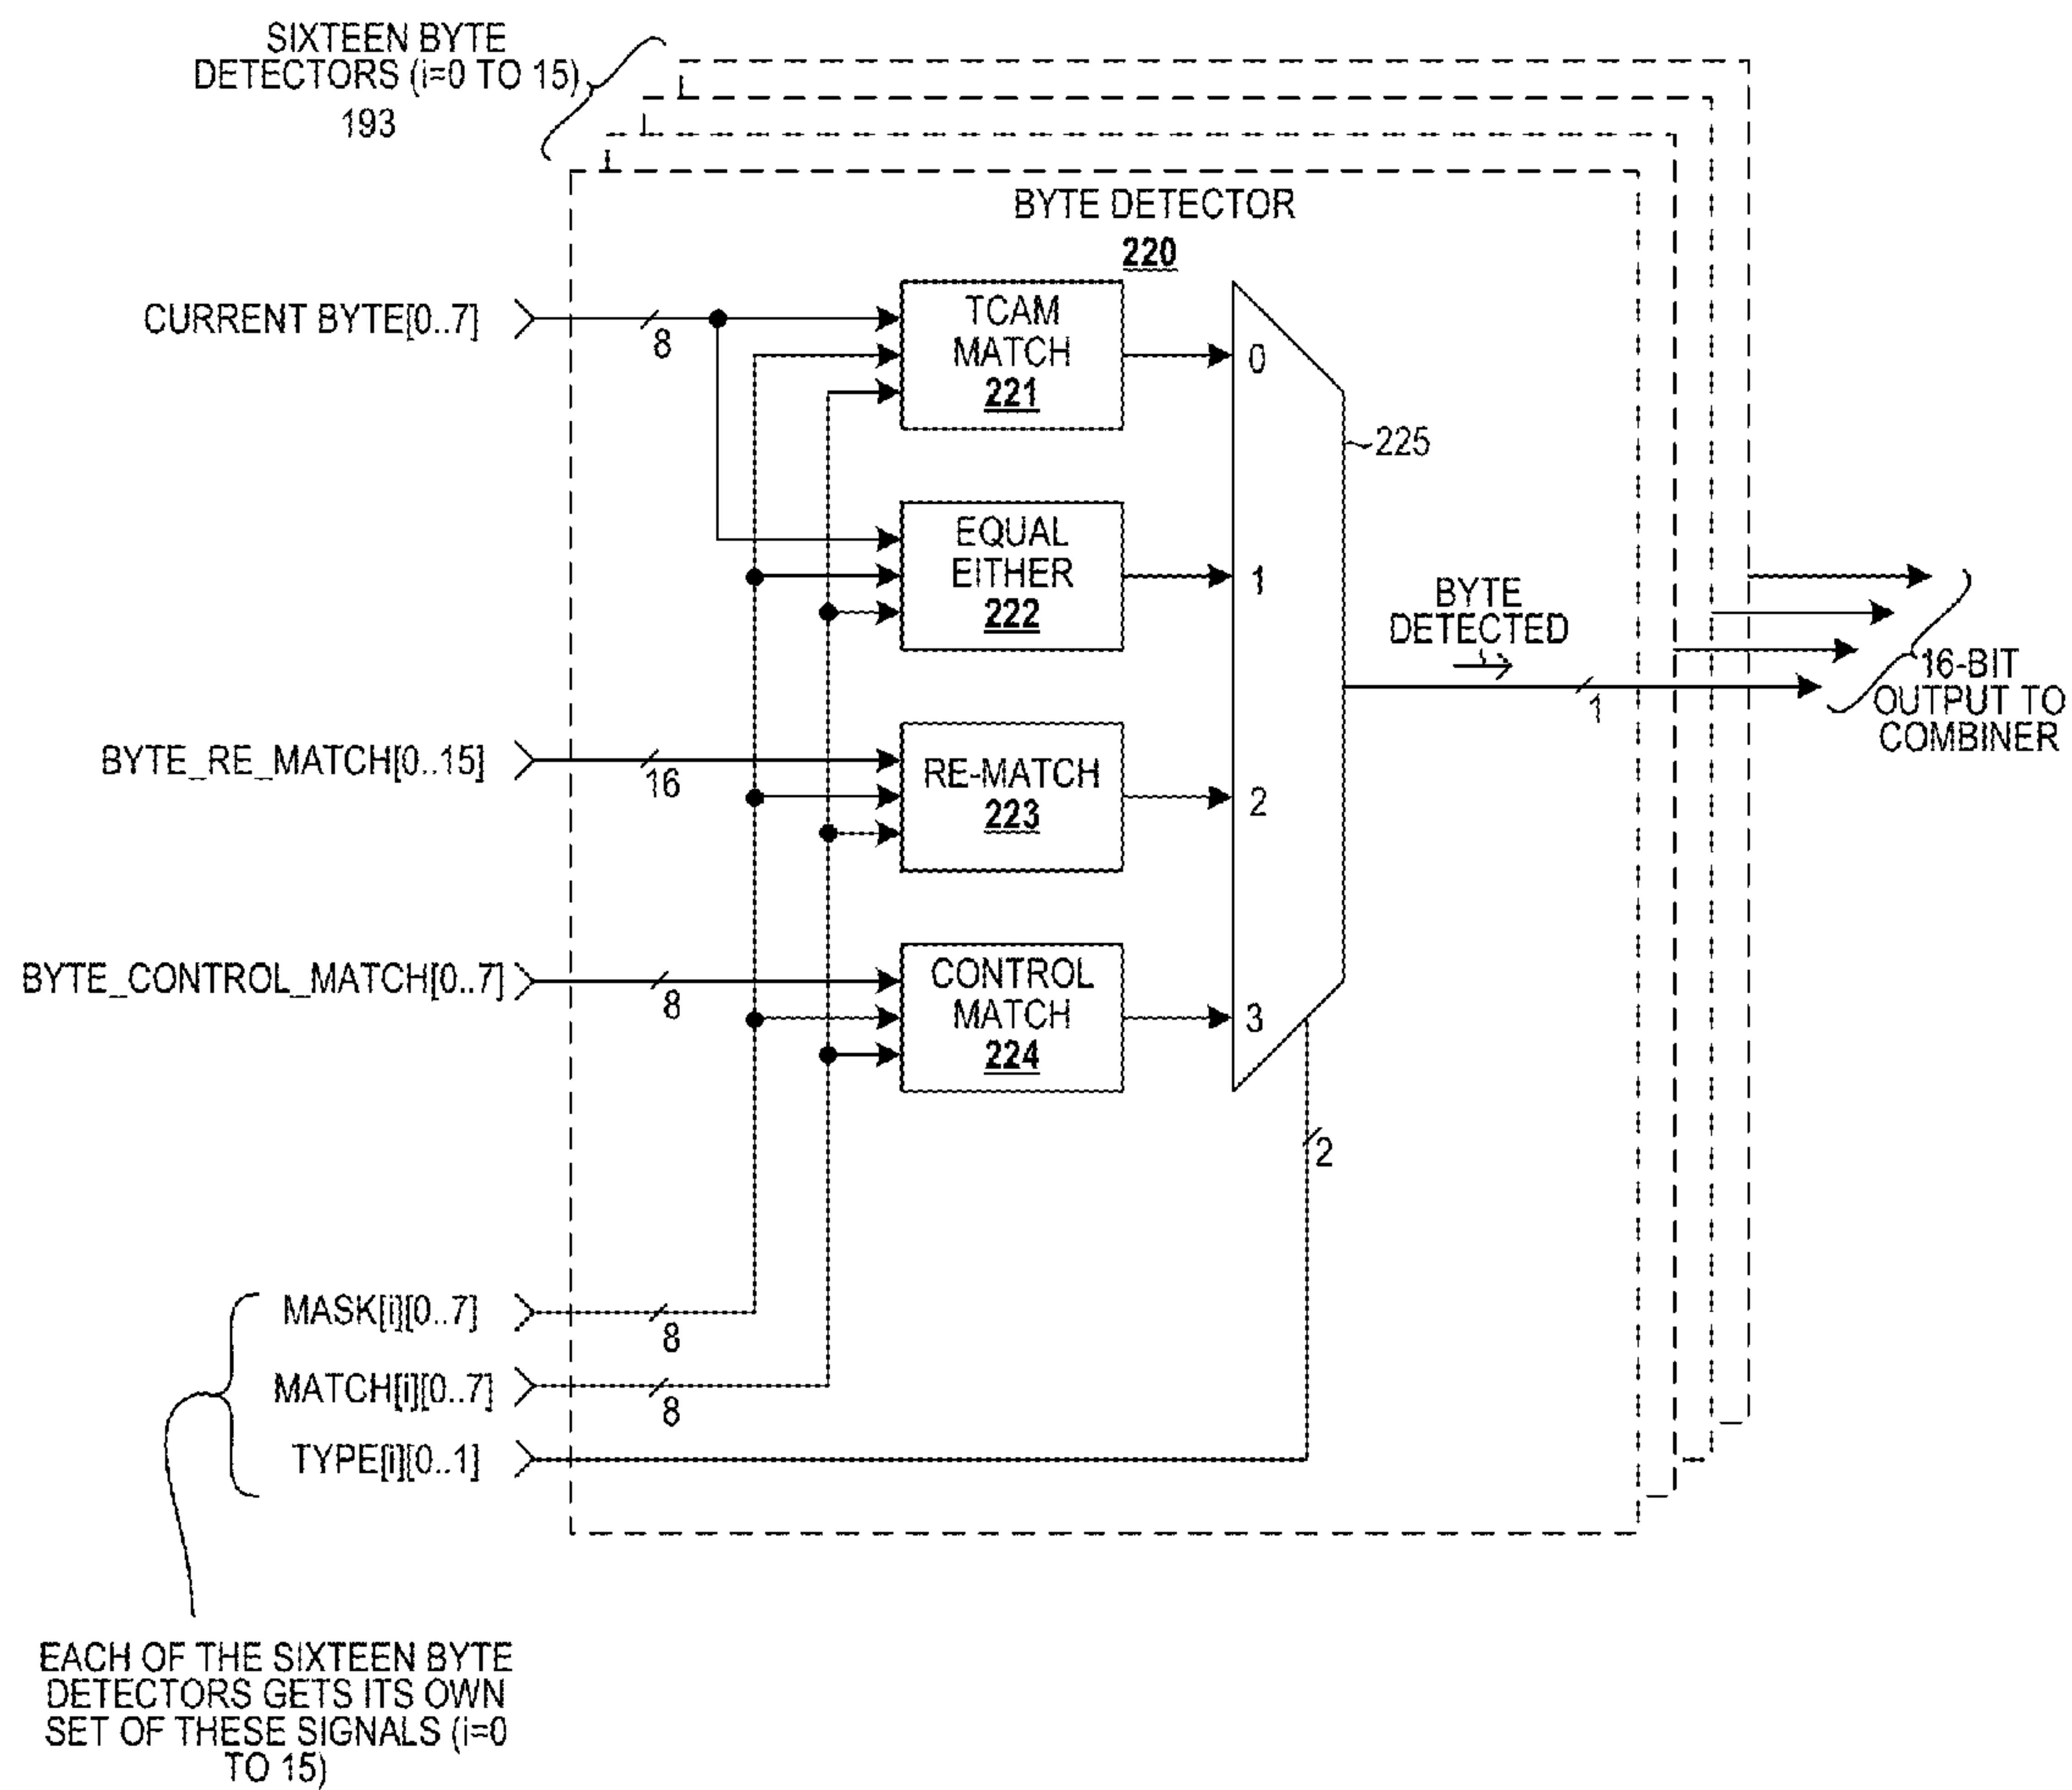 SIXTEEN BYTE
DETECTORS (i=0 TO 15)
193
BYTE DETECTOR
220
CURRENT BYTE[0..7]
8
TCAM
MATCH
221
0
225
EQUAL
EITHER
222
1
BYTE
DETECTED
1
16-BIT
OUTPUT TO
COMBINER
BYTE_RE_MATCH[0..15]
16
RE-MATCH
223
2
BYTE_CONTROL_MATCH[0..7]
8
CONTROL
MATCH
224
3
2
MASK[i][0..7]
8
MATCH[i][0..7]
8
TYPE[i][0..1]
EACH OF THE SIXTEEN BYTE
DETECTORS GETS ITS OWN
SET OF THESE SIGNALS (i=0
TO 15)